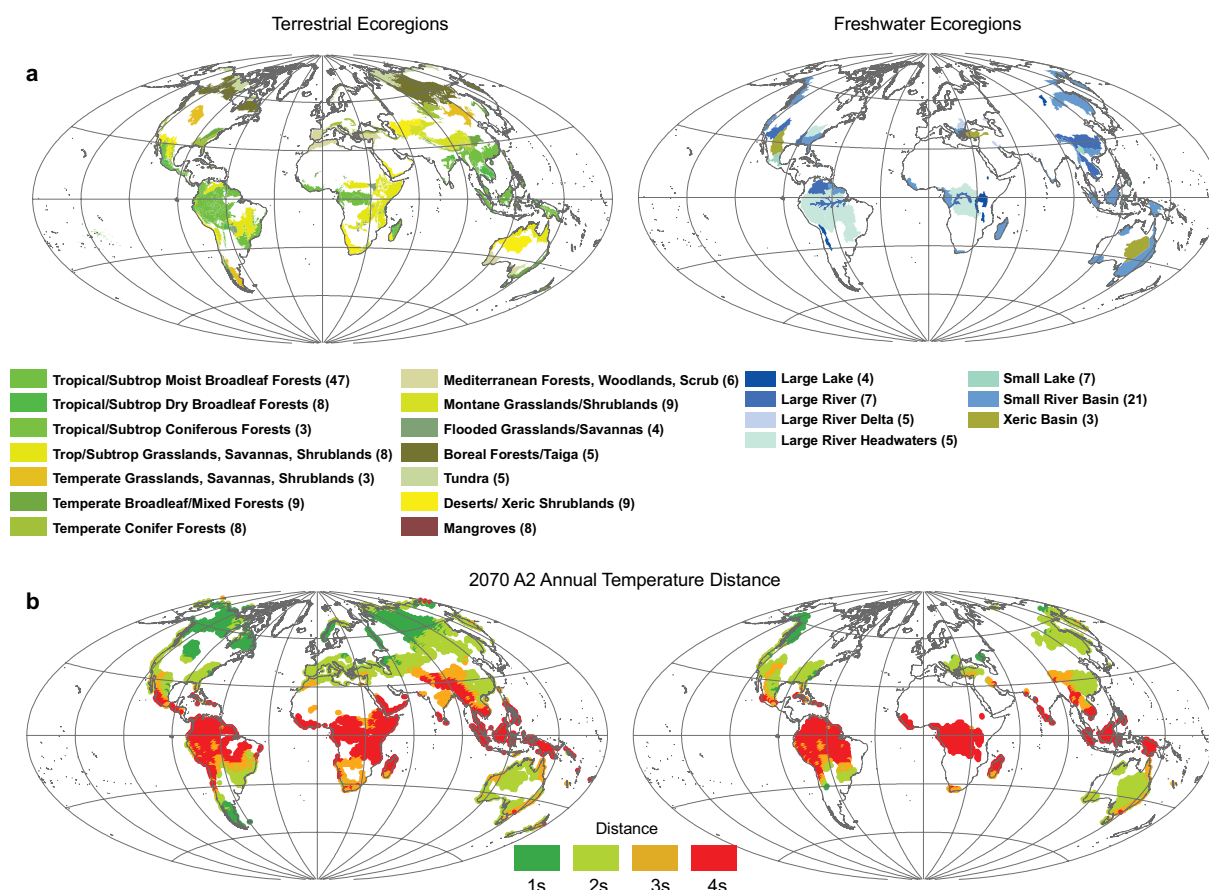 Terrestrial Ecoregions
Freshwater Ecoregions
a
Tropical/Subtrop Moist Broadleaf Forests (47)
Tropical/Subtrop Dry Broadleaf Forests (8)
Tropical/Subtrop Coniferous Forests (3)
Trop/Subtrop Grasslands, Savannas, Shrublands (8)
Temperate Grasslands, Savannas, Shrublands (3)
Temperate Broadleaf/Mixed Forests (9)
Temperate Conifer Forests (8)
Mediterranean Forests, Woodlands, Scrub (6)
Montane Grasslands/Shrublands (9)
Flooded Grasslands/Savannas (4)
Boreal Forests/Taiga (5)
Tundra (5)
Deserts/ Xeric Shrublands (9)
Mangroves (8)
Large Lake (4)
Large River (7)
Large River Delta (5)
Large River Headwaters (5)
Small Lake (7)
Small River Basin (21)
Xeric Basin (3)
2070 A2 Annual Temperature Distance
b
Distance
1s 2s 3s 4s